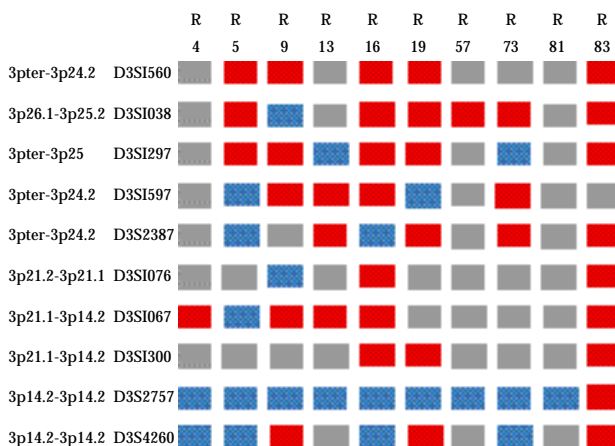 R R R R R R R R R R
4 5 9 13 16 19 57 73 81 83
3pter-3p24.2 D3SI560
3p26.1-3p25.2 D3SI038
3pter-3p25 D3SI297
3pter-3p24.2 D3SI597
3pter-3p24.2 D3S2387
3p21.2-3p21.1 D3SI076
3p21.1-3p14.2 D3SI067
3p21.1-3p14.2 D3SI300
3p14.2-3p14.2 D3S2757
3p14.2-3p14.2 D3S4260